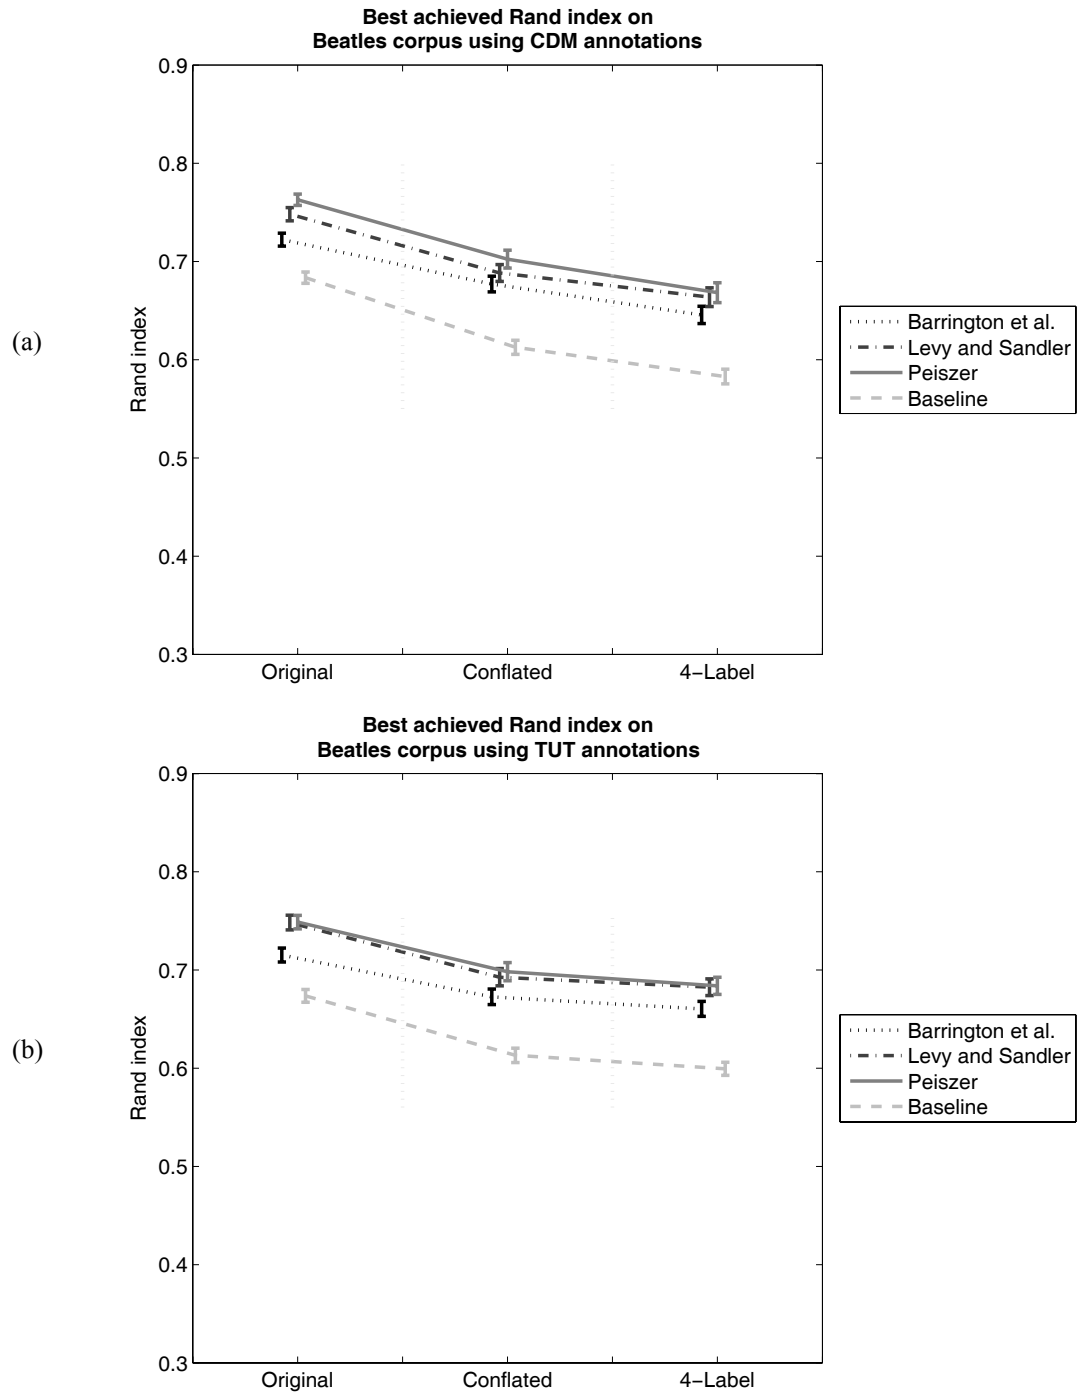 Best achieved Rand index on
Beatles corpus using CDM annotations
(a)
Rand index
0.9
0.8
0.7
0.6
0.5
0.4
0.3
Original
Conflated
4−Label
Barrington et al.
Levy and Sandler
Peiszer
Baseline
Best achieved Rand index on
Beatles corpus using TUT annotations
(b)
Rand index
0.9
0.8
0.7
0.6
0.5
0.4
0.3
Original
Conflated
4−Label
Barrington et al.
Levy and Sandler
Peiszer
Baseline